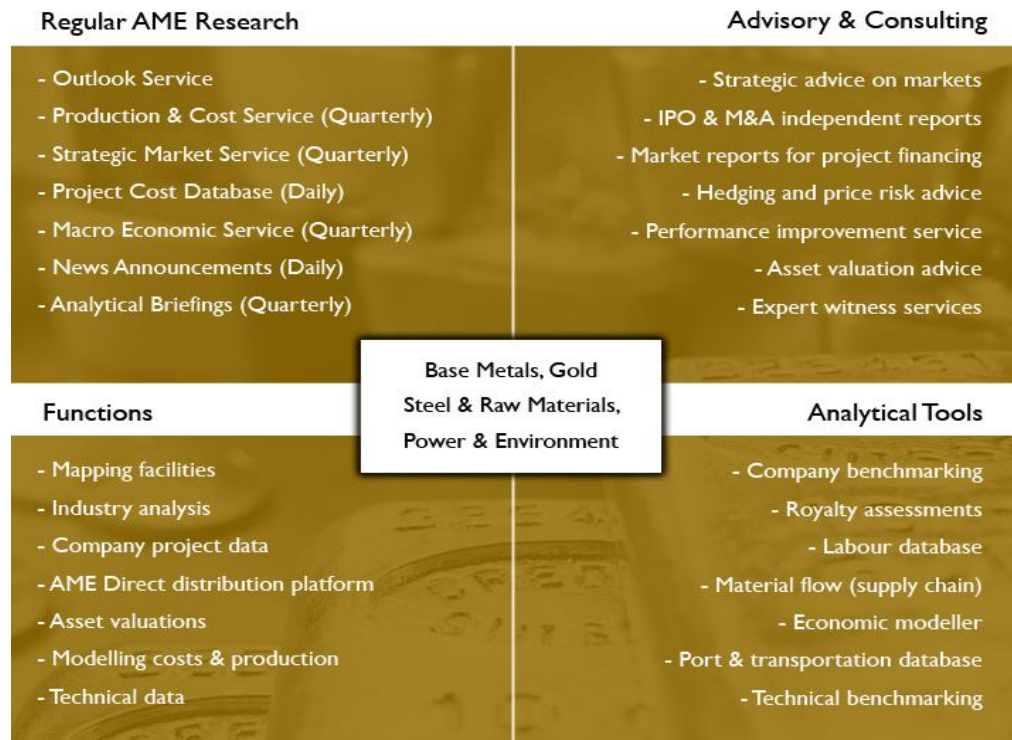 Regular AME Research
- Outlook Service
- Production & Cost Service (Quarterly)
- Strategic Market Service (Quarterly)
- Project Cost Database (Daily)
- Macro Economic Service (Quarterly)
- News Announcements (Daily)
- Analytical Briefings (Quarterly)
Advisory & Consulting
- Strategic advice on markets
- IPO & M&A independent reports
- Market reports for project financing
- Hedging and price risk advice
- Performance improvement service
- Asset valuation advice
- Expert witness services
Base Metals, Gold
Steel & Raw Materials,
Power & Environment
Functions
- Mapping facilities
- Industry analysis
- Company project data
- AME Direct distribution platform
- Asset valuations
- Modelling costs & production
- Technical data
Analytical Tools
- Company benchmarking
- Royalty assessments
- Labour database
- Material flow (supply chain)
- Economic modeller
- Port & transportation database
- Technical benchmarking